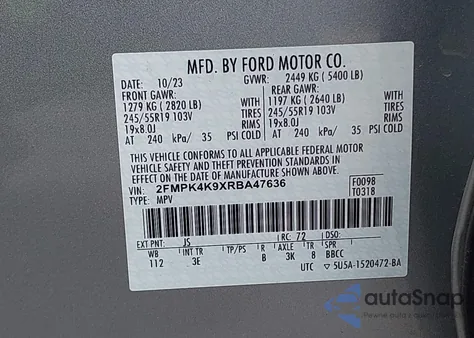 MFD. BY FORD MOTOR CO.
DATE: 10/23 GVWR: 2449 KG (5400 LB)
FRONT GAWR: REAR GAWR:
1279 KG (2820 LB) 1197 KG (2640 LB)
245/55R19 103V TIRES 245/55R19 103V
19x8.0J RIMS 19x8.0J RIMS
AT 240 kPa/ 35 PSI COLD AT 240 kPa/ 35 PSI COLD
THIS VEHICLE CONFORMS TO ALL APPLICABLE FEDERAL MOTOR
VEHICLE SAFETY AND THEFT PREVENTION STANDARDS IN
EFFECT ON THE DATE OF MANUFACTURE SHOWN ABOVE.
VIN: 2FMPK4K9XRBA47636 F0098
TYPE: MPV T0318
EXT PNT: JS RC: 72 DSO:
WB INT TR TP/PS R AXLE TR SPR
112 3E B 3K 8 BBCC
UTC 5U5A-1520472-BA
autoSnap
Powered by